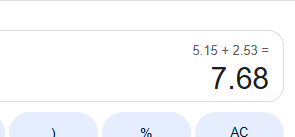 5.15 + 2.53 =
7.68
) % AC